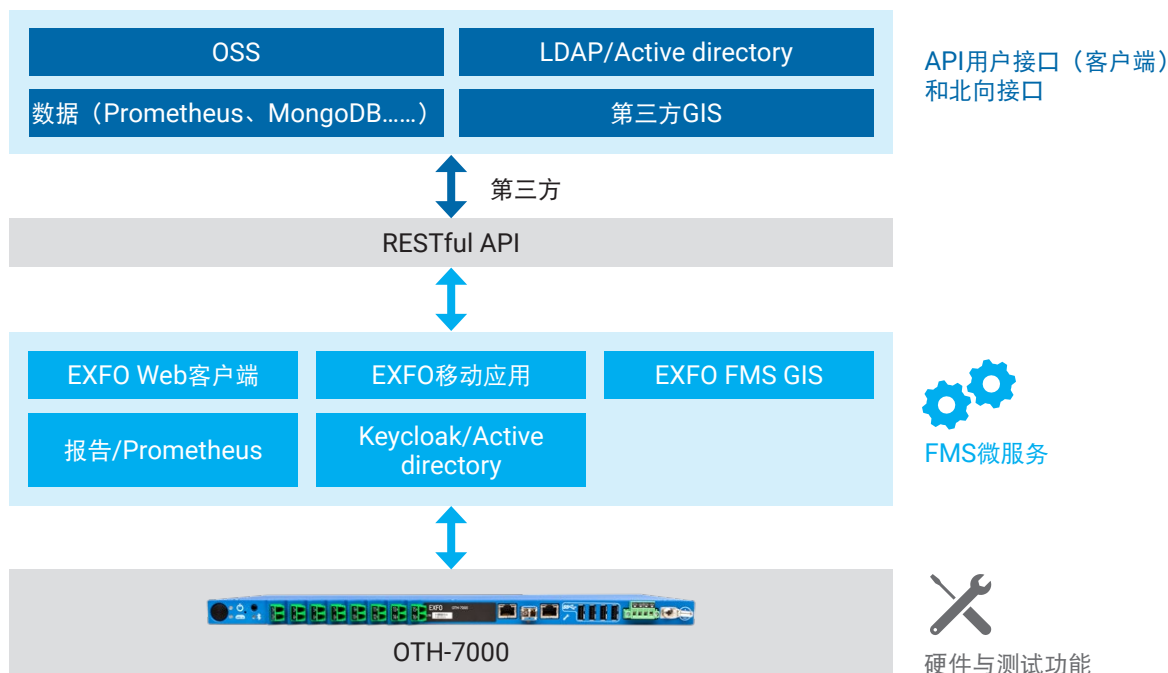 OSS
LDAP/Active directory
数据（Prometheus、MongoDB……）
第三方GIS
API用户接口（客户端）
和北向接口
第三方
RESTful API
EXFO Web客户端
EXFO移动应用
EXFO FMS GIS
报告/Prometheus
Keycloak/Active
directory
FMS微服务
EXFO
OTH-7000
OTH-7000
硬件与测试功能